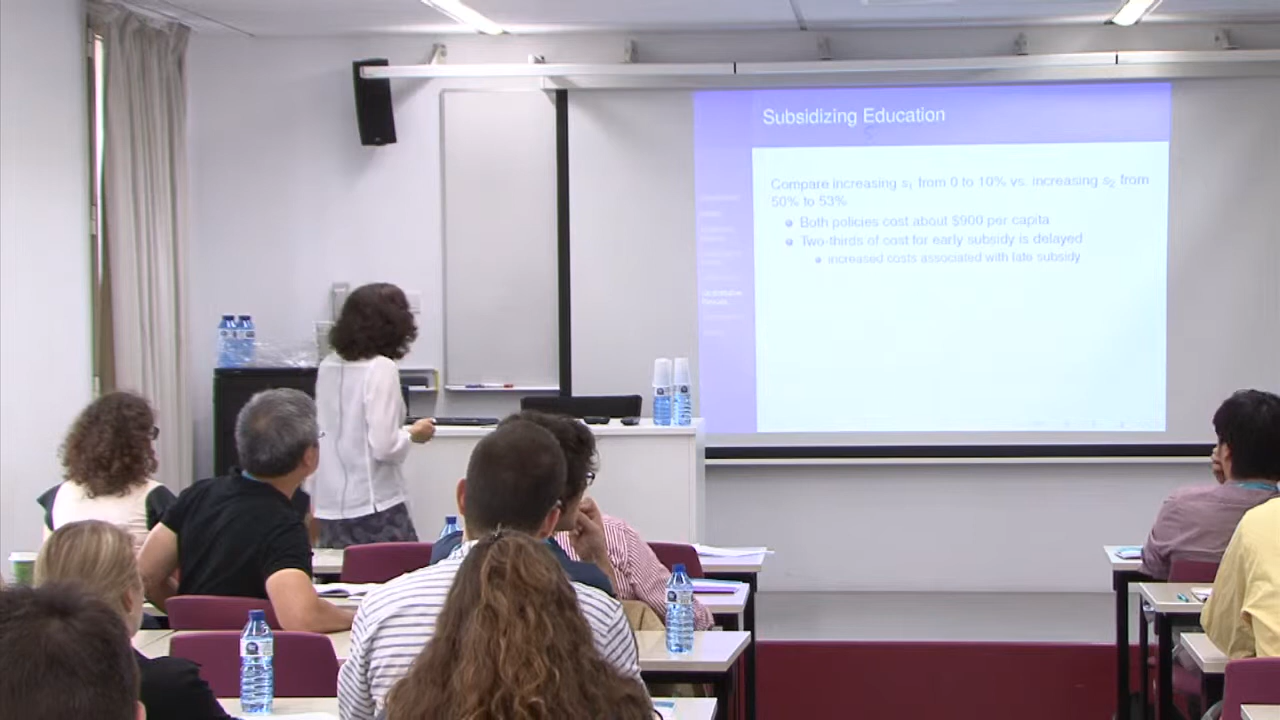 Subsidizing Education
Compare increasing s1 from 0 to 10% vs. increasing s2 from
50% to 53%
Both policies cost about $900 per capita
Two-thirds of cost for early subsidy is delayed
increased costs associated with late subsidy